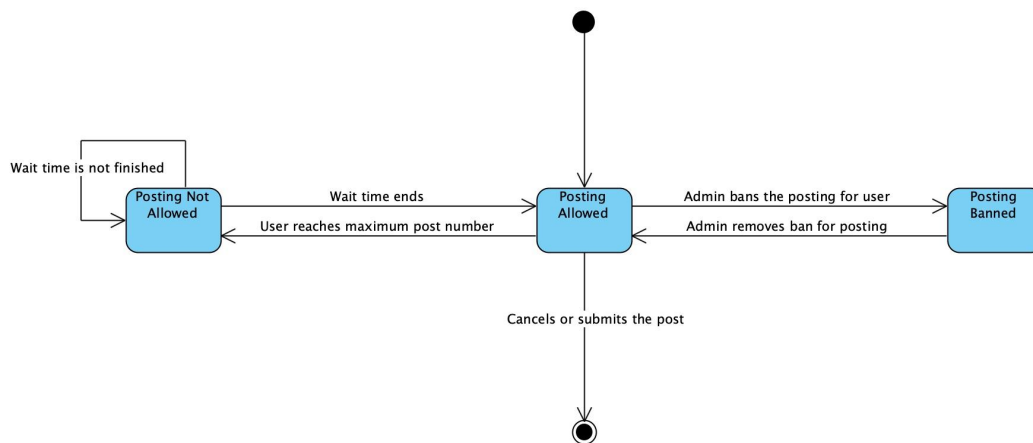 Wait time is not finished
Posting Not
Allowed
Wait time ends
User reaches maximum post number
Posting
Allowed
Admin bans the posting for user
Admin removes ban for posting
Posting
Banned
Cancels or submits the post